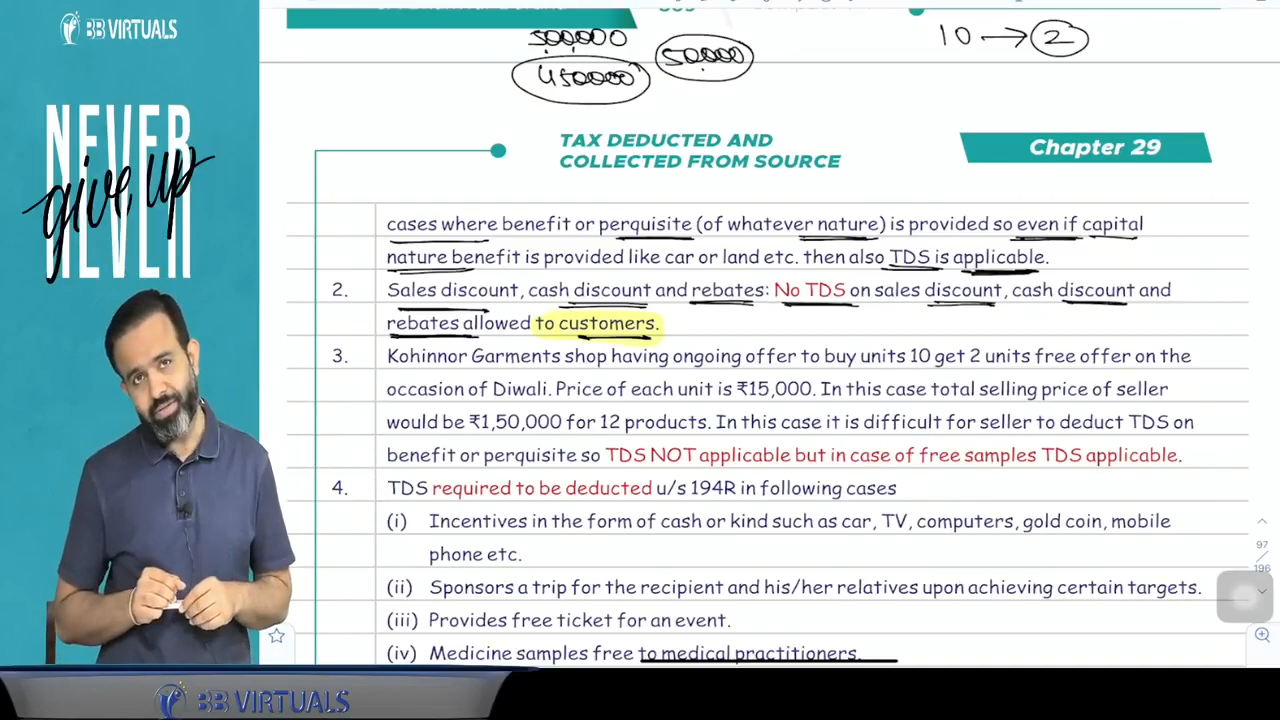 BB VIRTUALS
NEVER
give up
NEVER
500,000
450000
50,000
10 → 2
TAX DEDUCTED AND
COLLECTED FROM SOURCE
Chapter 29
cases where benefit or perquisite (of whatever nature) is provided so even if capital
nature benefit is provided like car or land etc. then also TDS is applicable.
2. Sales discount, cash discount and rebates: No TDS on sales discount, cash discount and
rebates allowed to customers.
3. Kohinnor Garments shop having ongoing offer to buy units 10 get 2 units free offer on the
occasion of Diwali. Price of each unit is ₹15,000. In this case total selling price of seller
would be ₹1,50,000 for 12 products. In this case it is difficult for seller to deduct TDS on
benefit or perquisite so TDS NOT applicable but in case of free samples TDS applicable.
4. TDS required to be deducted u/s 194R in following cases
(i) Incentives in the form of cash or kind such as car, TV, computers, gold coin, mobile
phone etc.
(ii) Sponsors a trip for the recipient and his/her relatives upon achieving certain targets.
(iii) Provides free ticket for an event.
(iv) Medicine samples free to medical practitioners.
97
196
BB VIRTUALS